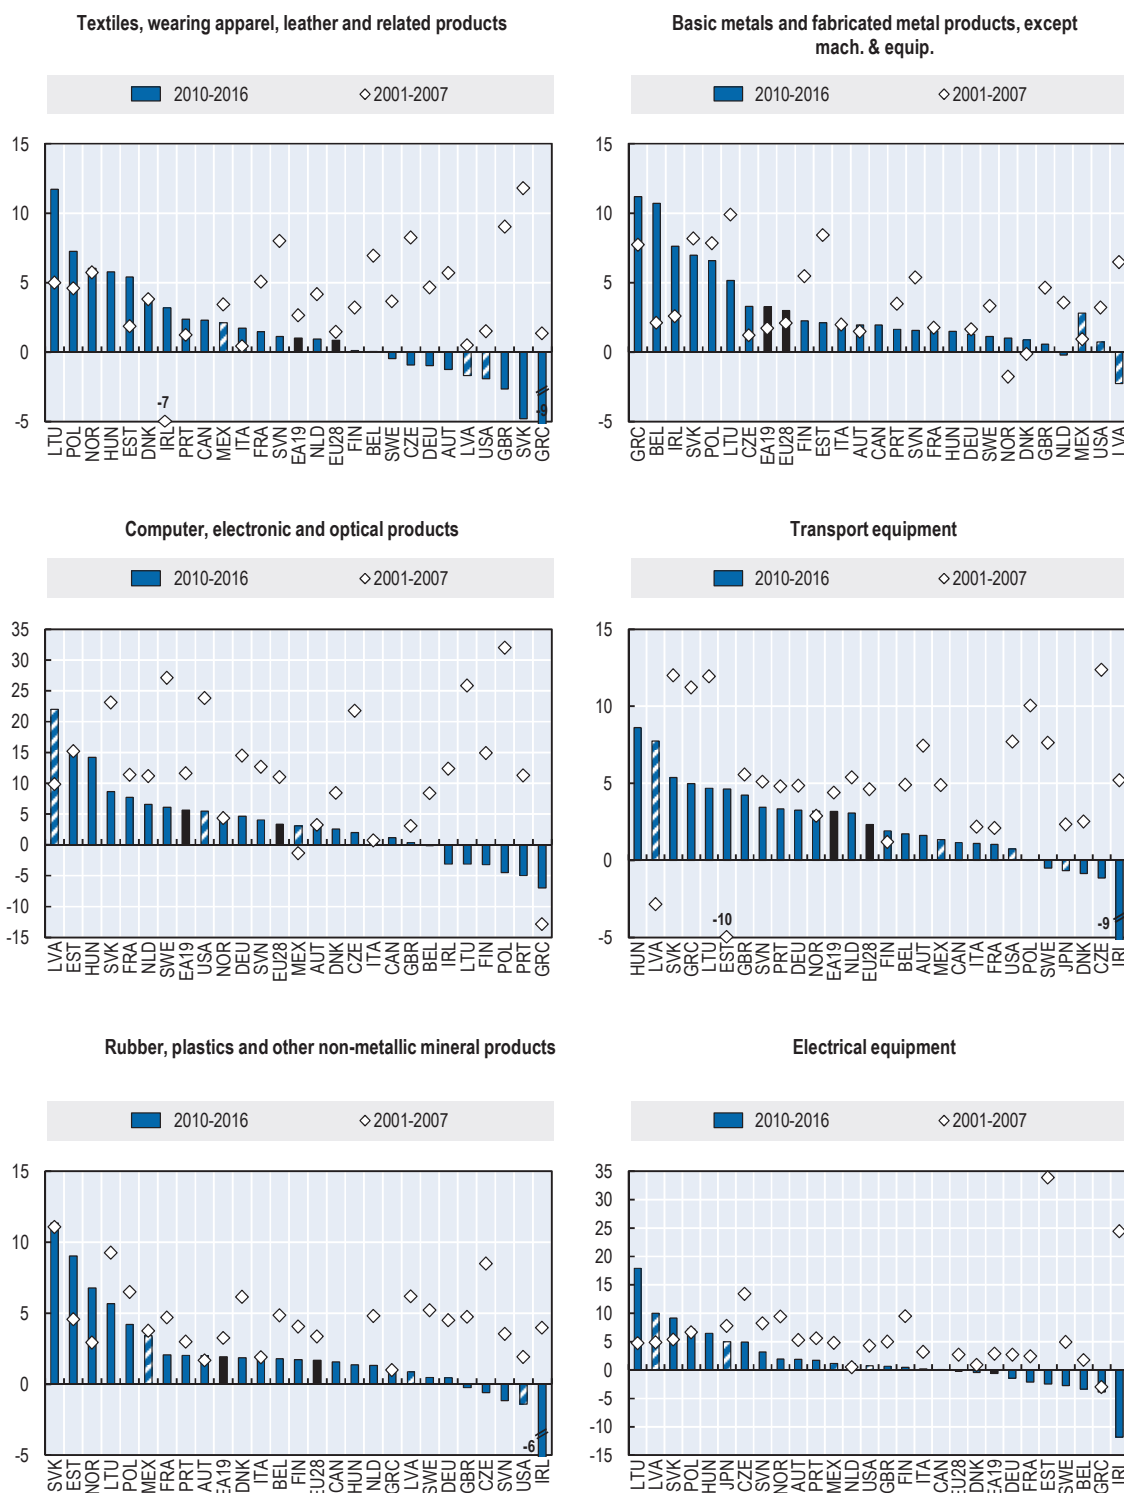 Textiles, wearing apparel, leather and related products
2010-2016
2001-2007
15
10
5
0
-5
-7
-9
LTU
POL
NOR
HUN
EST
DNK
IRL
PRT
CAN
MEX
ITA
FRA
SVN
EA19
NLD
EU28
FIN
BEL
SWE
CZE
DEU
AUT
LVA
USA
GBR
SVK
GRC
Basic metals and fabricated metal products, except
mach. & equip.
2010-2016
2001-2007
15
10
5
0
-5
GRC
BEL
IRL
SVK
POL
LTU
CZE
EA19
EU28
FIN
EST
ITA
AUT
CAN
PRT
SVN
FRA
HUN
DEU
SWE
NOR
DNK
GBR
NLD
MEX
USA
LVA
Computer, electronic and optical products
2010-2016
2001-2007
35
30
25
20
15
10
5
0
-5
-10
-15
LVA
EST
HUN
SVK
FRA
NLD
SWE
EA19
USA
NOR
DEU
SVN
EU28
MEX
AUT
DNK
CZE
ITA
CAN
GBR
BEL
IRL
LTU
FIN
POL
PRT
GRC
Transport equipment
2010-2016
2001-2007
15
10
5
0
-5
-10
-9
HUN
LVA
SVK
GRC
LTU
EST
GBR
SVN
PRT
DEU
NOR
EA19
NLD
EU28
FIN
BEL
AUT
MEX
CAN
ITA
FRA
USA
POL
SWE
JPN
DNK
CZE
IRL
Rubber, plastics and other non-metallic mineral products
2010-2016
2001-2007
15
10
5
0
-5
-6
SVK
EST
NOR
LTU
POL
MEX
FRA
PRT
AUT
EA19
DNK
ITA
BEL
FIN
EU28
CAN
HUN
NLD
GRC
LVA
SWE
DEU
GBR
CZE
SVN
USA
IRL
Electrical equipment
2010-2016
2001-2007
35
30
25
20
15
10
5
0
-5
-10
-15
LTU
LVA
SVK
POL
HUN
JPN
CZE
SVN
NOR
AUT
PRT
MEX
NLD
USA
GBR
FIN
ITA
CAN
EU28
DNK
EA19
DEU
FRA
EST
SWE
BEL
GRC
IRL